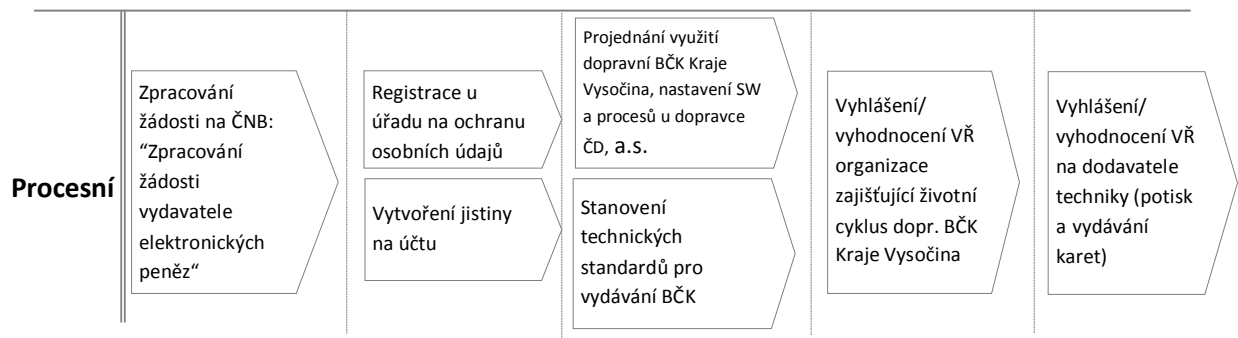 Procesní
Zpracování
žádosti na ČNB:
“Zpracování
žádosti
vydavatele
elektronických
peněz“
Registrace u
úřadu na ochranu
osobních údajů
Vytvoření jistiny
na účtu
Projednání využití
dopravní BČK Kraje
Vysočina, nastavení SW
a procesů u dopravce
ČD, a.s.
Stanovení
technických
standardů pro
vydávání BČK
Vyhlášení/
vyhodnocení VŘ
organizace
zajišťující životní
cyklus dopr. BČK
Kraje Vysočina
Vyhlášení/
vyhodnocení VŘ
na dodavatele
techniky (potisk
a vydávání
karet)